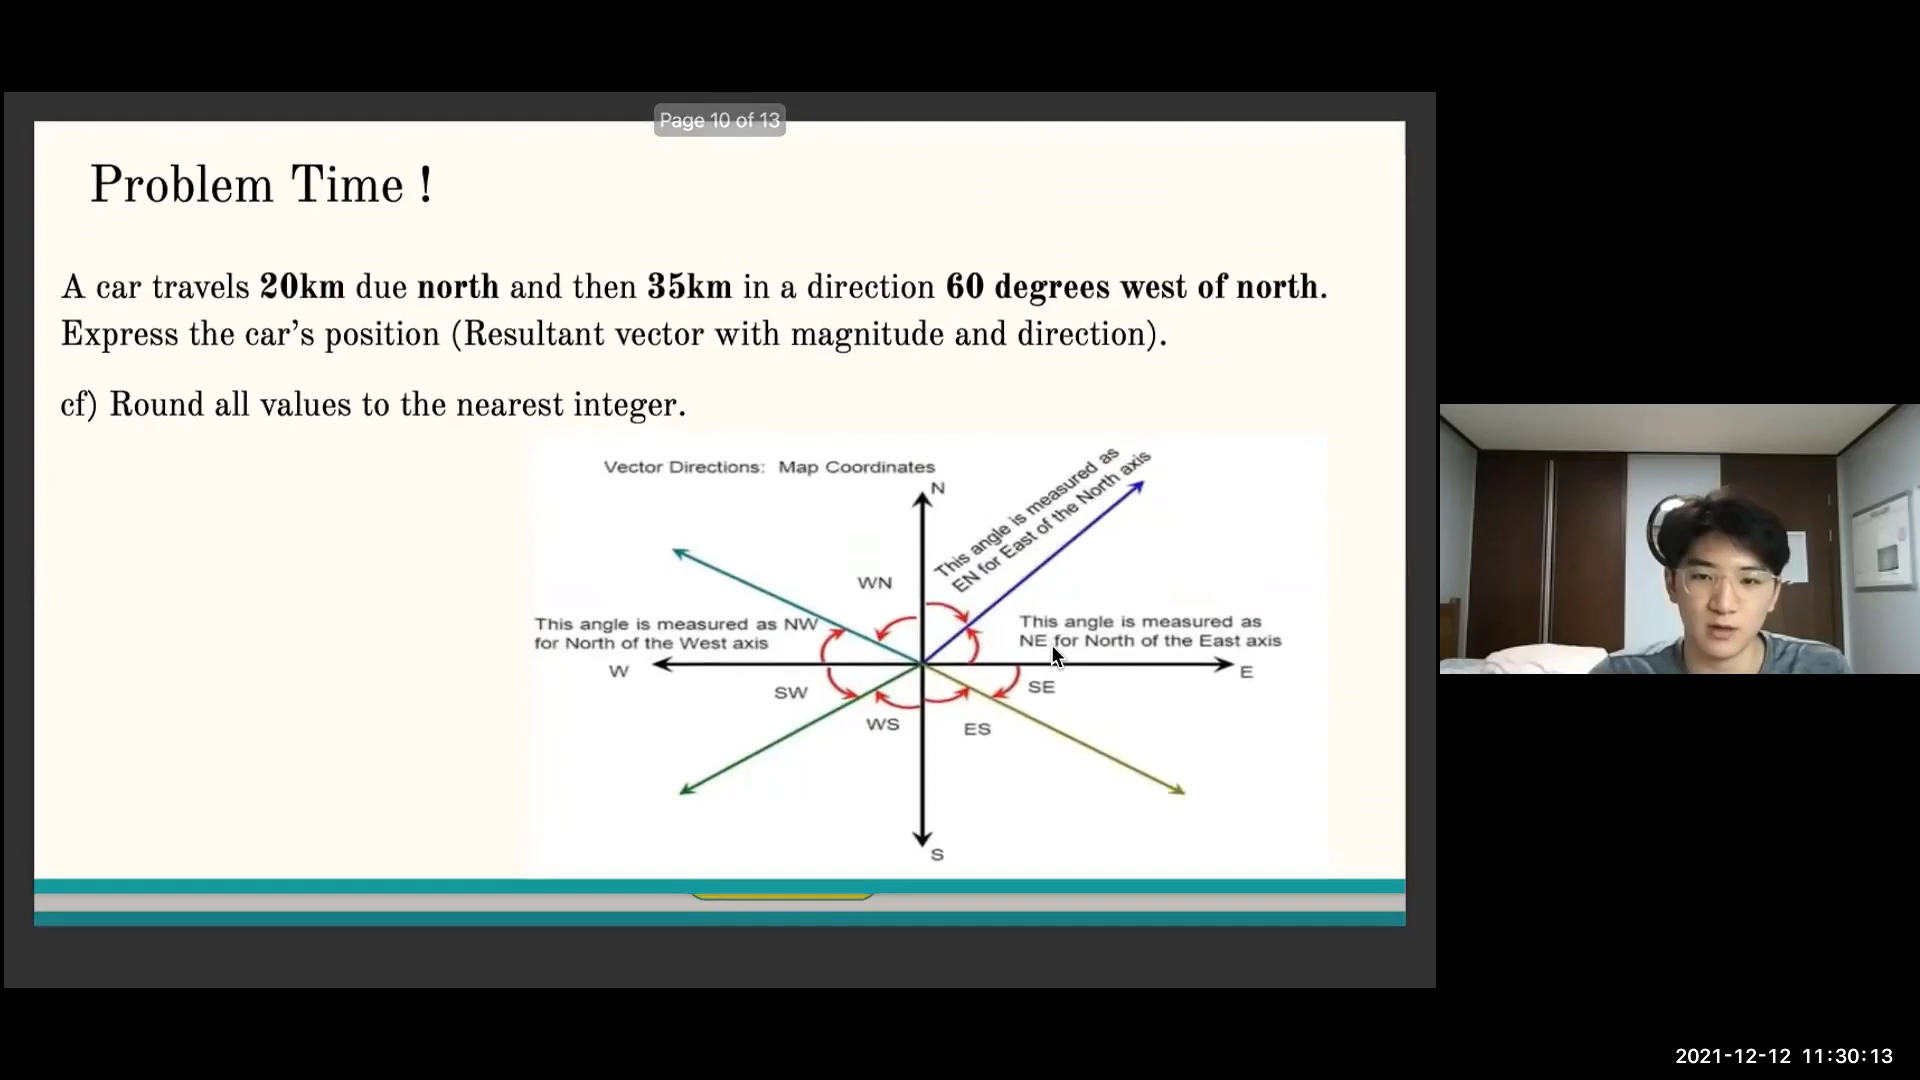 Page 10 of 13
Problem Time !
A car travels 20km due north and then 35km in a direction 60 degrees west of north.
Express the car’s position (Resultant vector with magnitude and direction).
cf) Round all values to the nearest integer.
Vector Directions: Map Coordinates
N
This angle is measured as
EN for East of the North axis
WN
This angle is measured as NW
for North of the West axis
This angle is measured as
NE for North of the East axis
W
E
SW
SE
WS
ES
S
2021-12-12 11:30:13